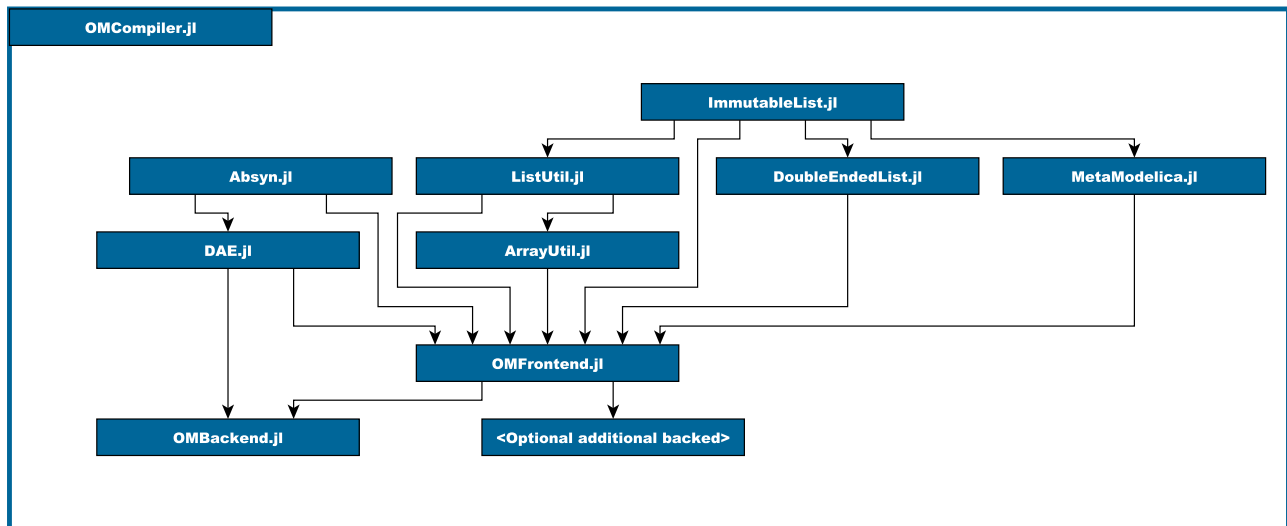 OMCompiler.jl
ImmutableList.jl
Absyn.jl
ListUtil.jl
DoubleEndedList.jl
MetaModelica.jl
DAE.jl
ArrayUtil.jl
OMFrontend.jl
OMBackend.jl
<Optional additional backed>